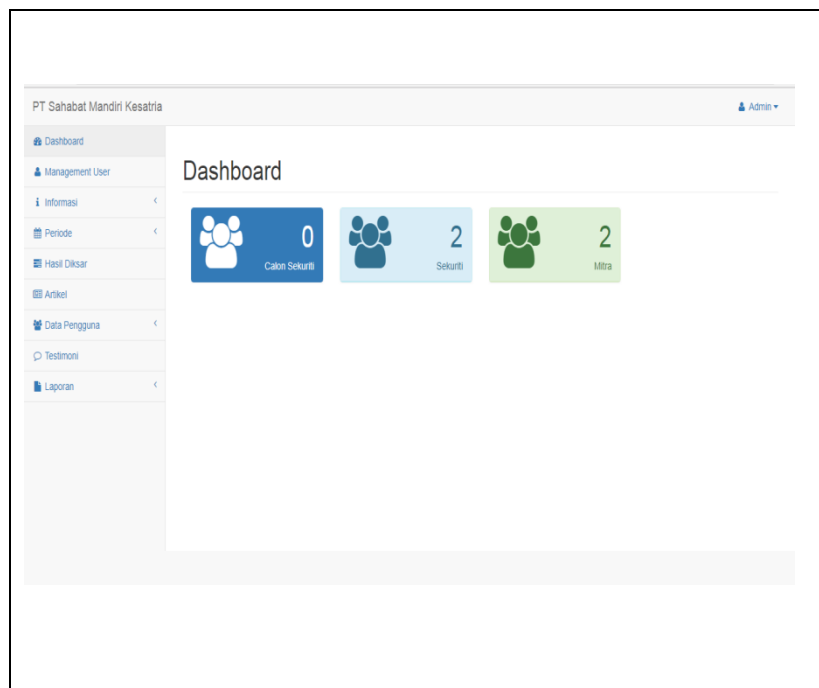 PT Sahabat Mandiri Kesatria
Admin
Dashboard
Management User
Informasi
Periode
Hasil Diksar
Artikel
Data Pengguna
Testimoni
Laporan
Dashboard
0
Calon Sekuriti
2
Sekuriti
2
Mitra